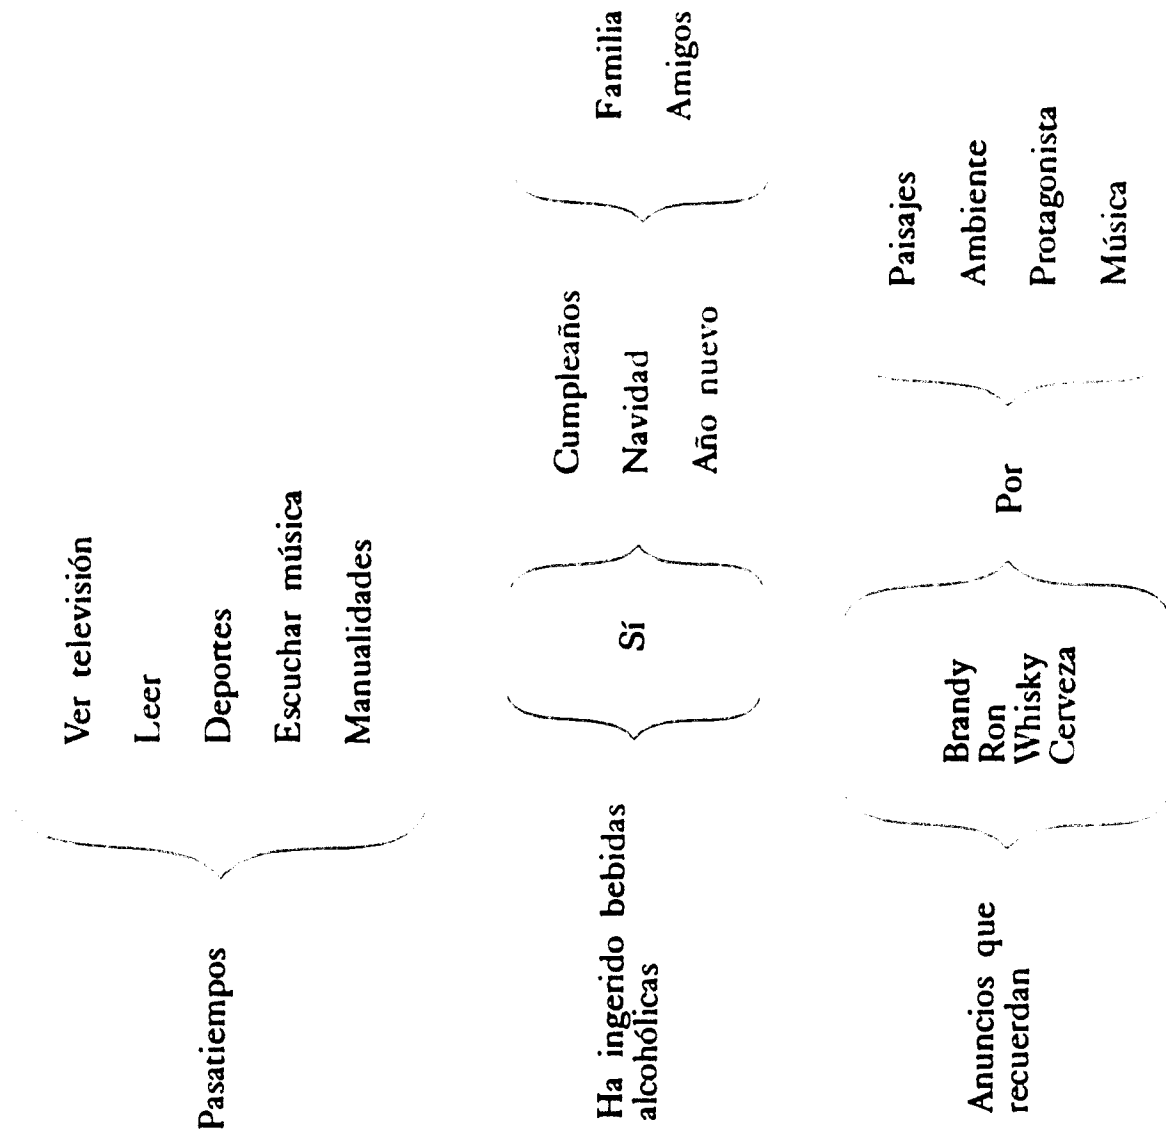 Pasatiempos
Ver televisión
Leer
Deportes
Escuchar música
Manualidades
Ha ingerido bebidas
alcohólicas
Sí
Cumpleaños
Navidad
Año nuevo
Familia
Amigos
Anuncios que
recuerdan
Brandy
Ron
Whisky
Cerveza
Por
Paisajes
Ambiente
Protagonista
Música